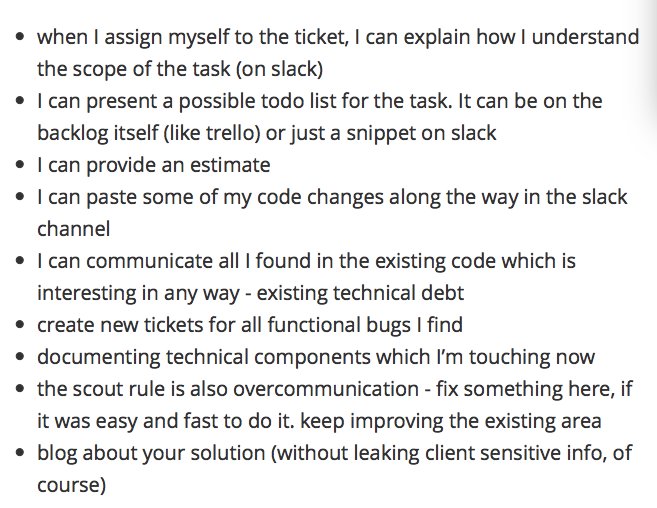 • when I assign myself to the ticket, I can explain how I understand
the scope of the task (on slack)
• I can present a possible todo list for the task. It can be on the
backlog itself (like trello) or just a snippet on slack
• I can provide an estimate
• I can paste some of my code changes along the way in the slack
channel
• I can communicate all I found in the existing code which is
interesting in any way - existing technical debt
• create new tickets for all functional bugs I find
• documenting technical components which I’m touching now
• the scout rule is also overcommunication - fix something here, if
it was easy and fast to do it. keep improving the existing area
• blog about your solution (without leaking client sensitive info, of
course)